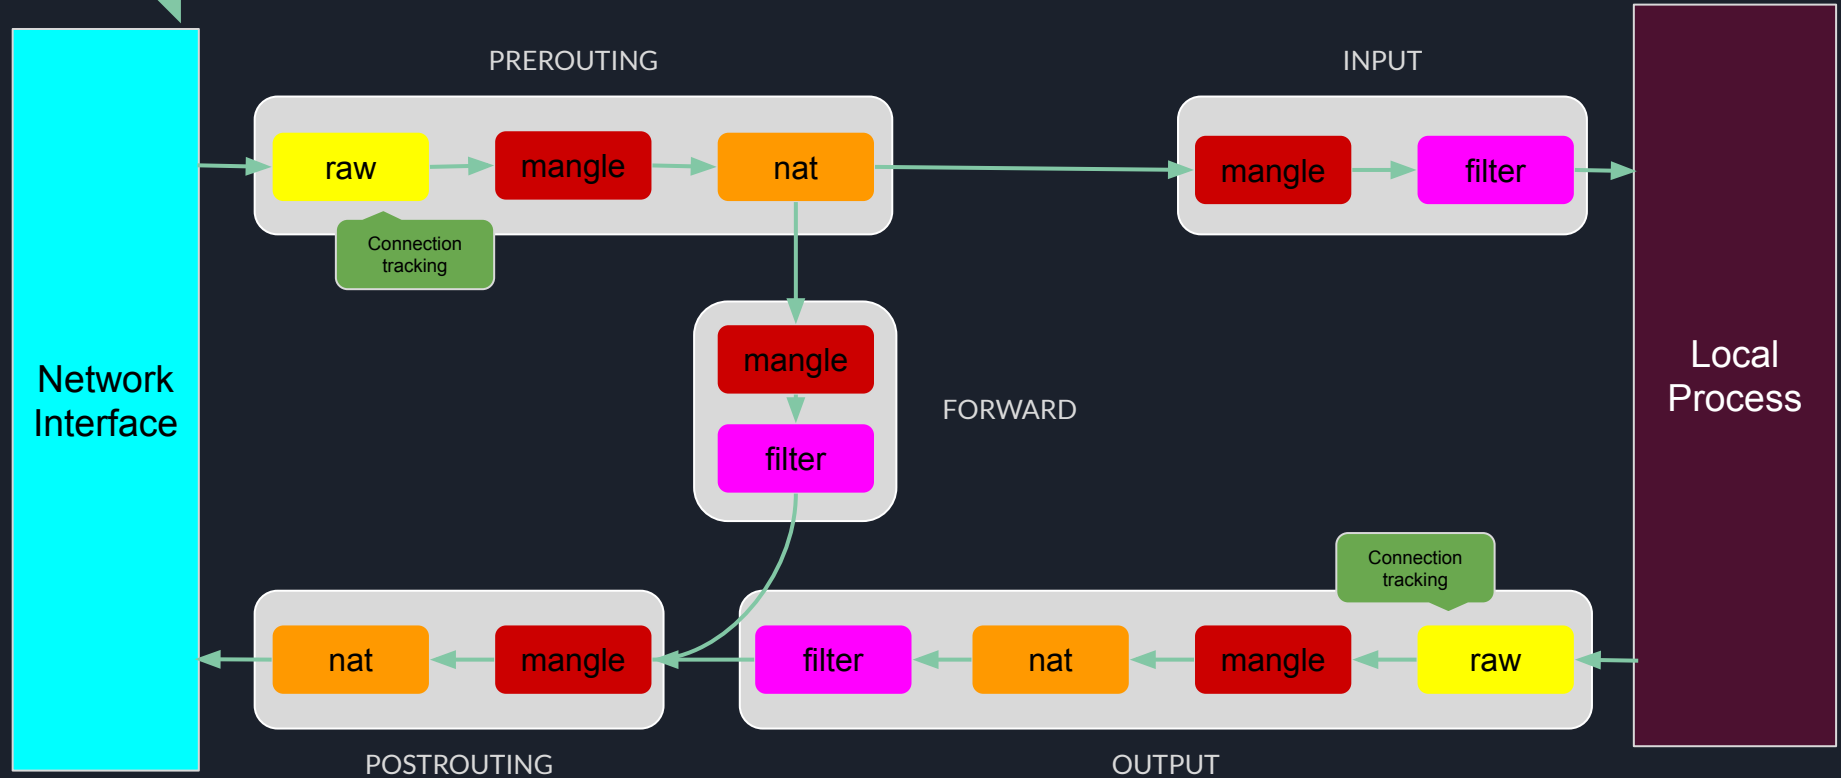 PREROUTING
INPUT
raw
mangle
nat
mangle
filter
Connection
tracking
Network
Interface
mangle
filter
FORWARD
Local
Process
Connection
tracking
nat
mangle
filter
nat
mangle
raw
POSTROUTING
OUTPUT